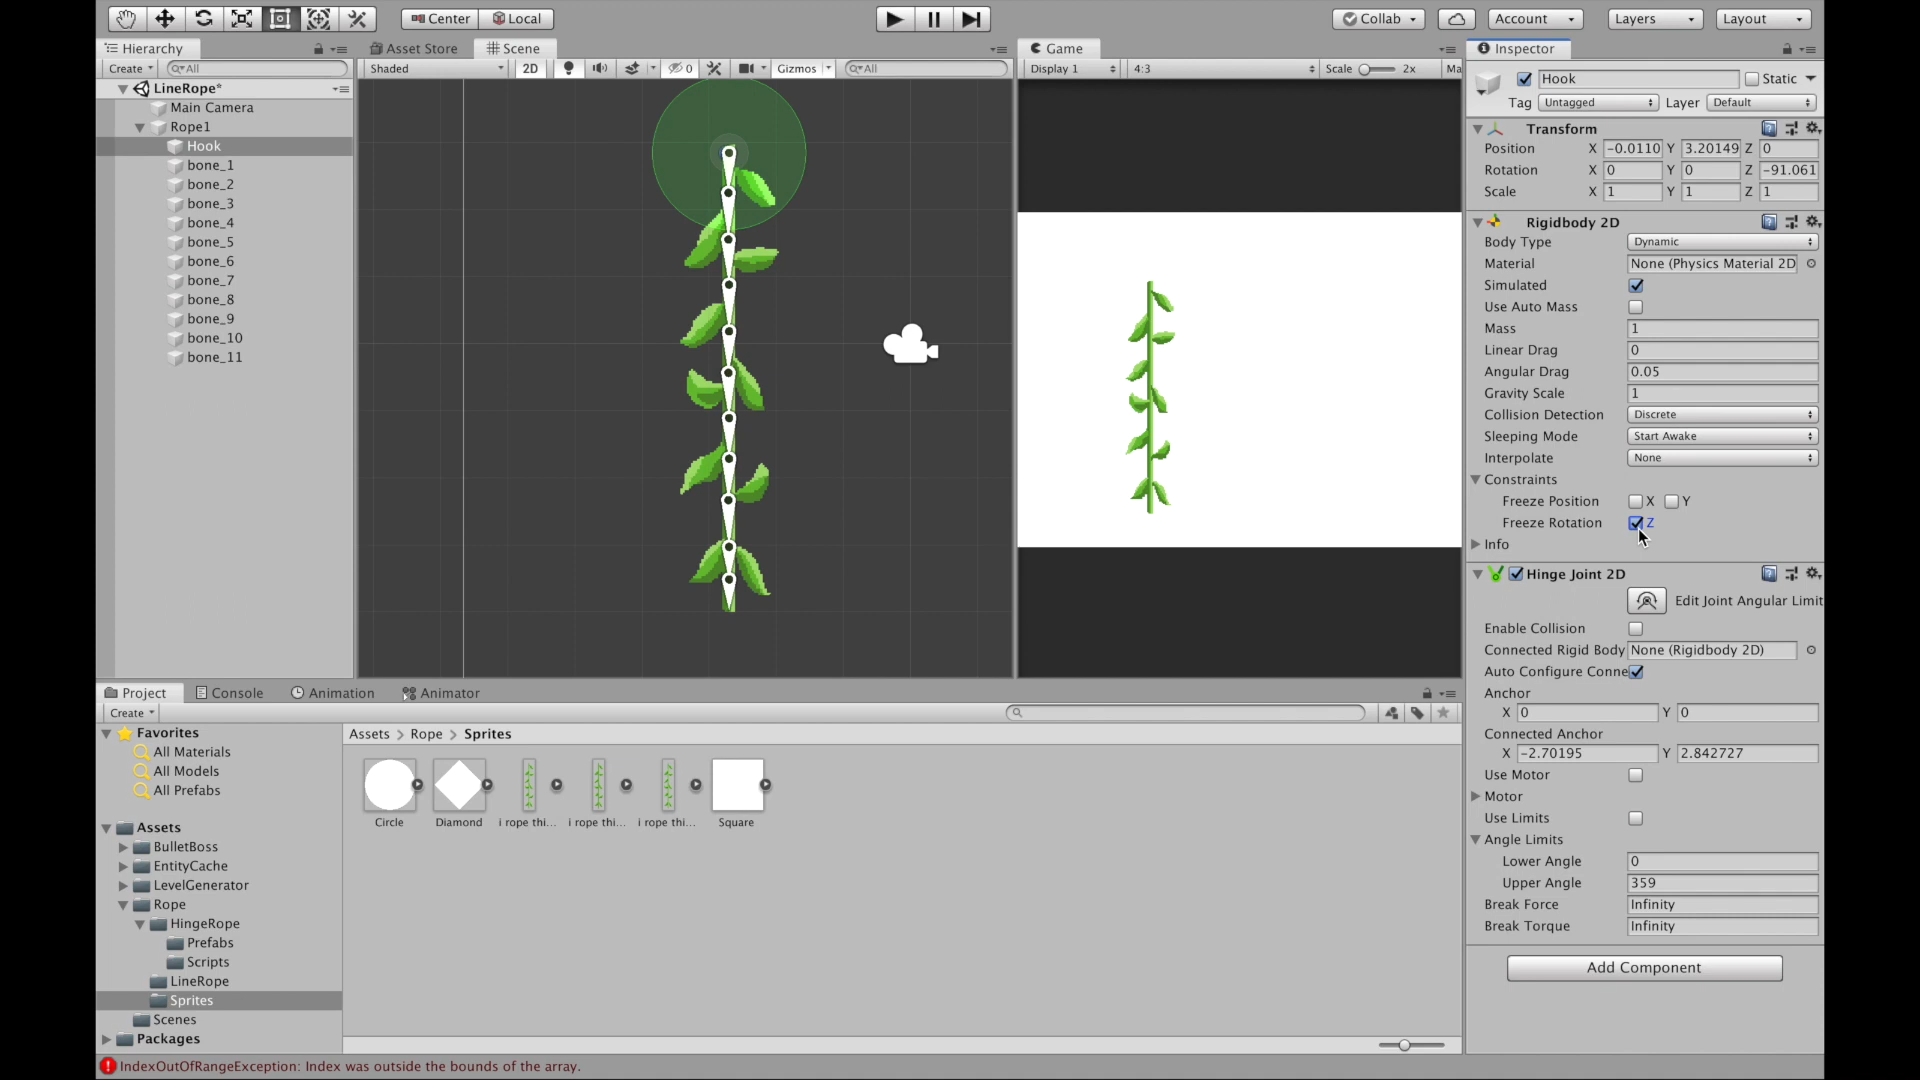 Center
Local
Collab
Account
Layers
Layout
Hierarchy
Create
All
LineRope*
Main Camera
Rope1
Hook
bone_1
bone_2
bone_3
bone_4
bone_5
bone_6
bone_7
bone_8
bone_9
bone_10
bone_11
Asset Store
Scene
Shaded
2D
0
Gizmos
All
Game
Display 1
4:3
Scale
2x
Ma
Inspector
Hook
Static
Tag
Untagged
Layer
Default
Transform
Position X -0.0110 Y 3.20149 Z 0
Rotation X 0 Y 0 Z -91.061
Scale X 1 Y 1 Z 1
Rigidbody 2D
Body Type Dynamic
Material None (Physics Material 2D
Simulated
Use Auto Mass
Mass 1
Linear Drag 0
Angular Drag 0.05
Gravity Scale 1
Collision Detection Discrete
Sleeping Mode Start Awake
Interpolate None
Constraints
Freeze Position X Y
Freeze Rotation Z
Info
Hinge Joint 2D
Edit Joint Angular Limit
Enable Collision
Connected Rigid Body None (Rigidbody 2D)
Auto Configure Conne
Anchor
X 0 Y 0
Connected Anchor
X -2.70195 Y 2.842727
Use Motor
Motor
Use Limits
Angle Limits
Lower Angle 0
Upper Angle 359
Break Force Infinity
Break Torque Infinity
Add Component
Project
Console
Animation
Animator
Create
Favorites
All Materials
All Models
All Prefabs
Assets
BulletBoss
EntityCache
LevelGenerator
Rope
HingeRope
Prefabs
Scripts
LineRope
Sprites
Scenes
Packages
Assets > Rope > Sprites
Circle
Diamond
i rope thi...
i rope thi...
i rope thi...
Square
IndexOutOfRangeException: Index was outside the bounds of the array.